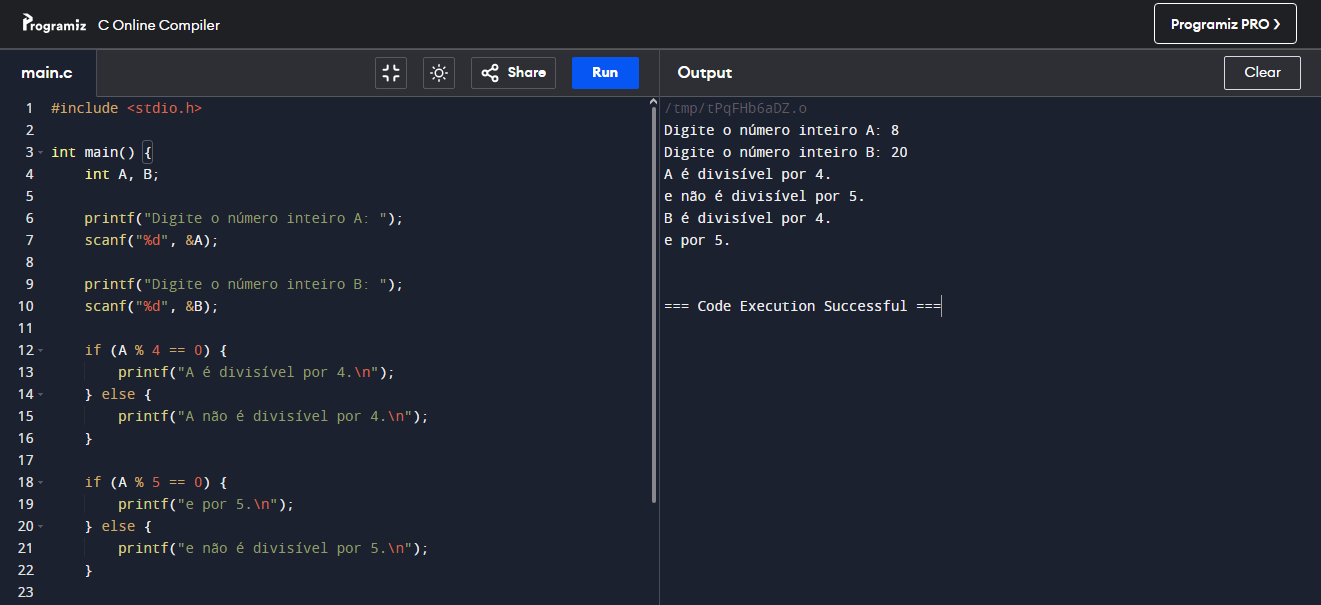 Programiz C Online Compiler
Programiz PRO >
main.c
Share
Run
Output
Clear
1 #include <stdio.h>
2
3 int main() {
4     int A, B;
5
6     printf("Digite o número inteiro A: ");
7     scanf("%d", &A);
8
9     printf("Digite o número inteiro B: ");
10     scanf("%d", &B);
11
12     if (A % 4 == 0) {
13         printf("A é divisível por 4.\n");
14     } else {
15         printf("A não é divisível por 4.\n");
16     }
17
18     if (A % 5 == 0) {
19         printf("e por 5.\n");
20     } else {
21         printf("e não é divisível por 5.\n");
22     }
23
/tmp/tPqFHb6aDZ.o
Digite o número inteiro A: 8
Digite o número inteiro B: 20
A é divisível por 4.
e não é divisível por 5.
B é divisível por 4.
e por 5.
=== Code Execution Successful ===